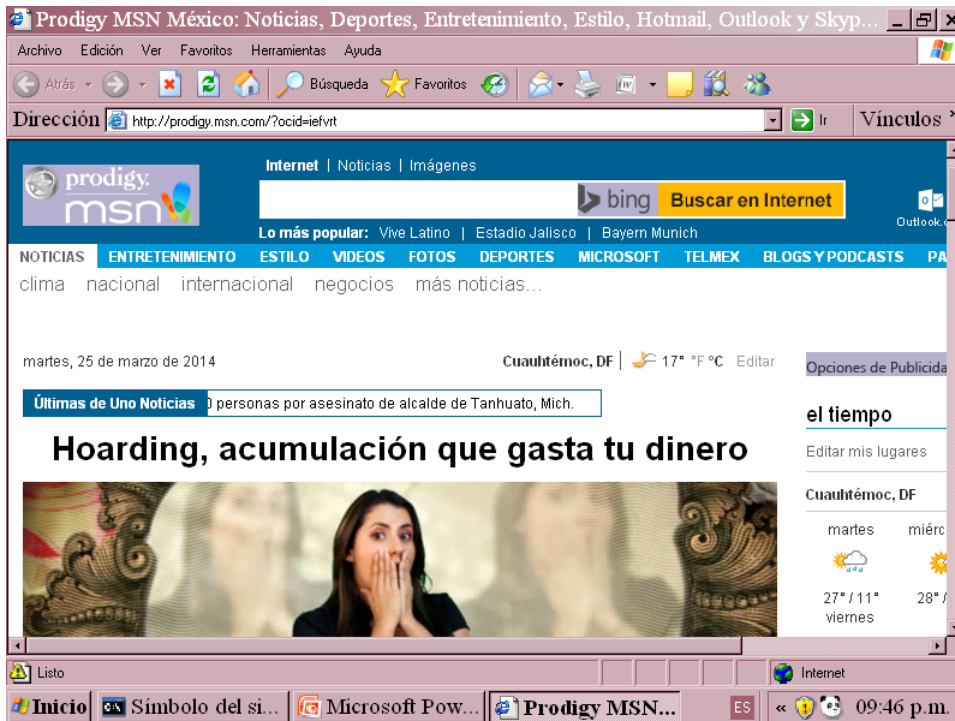 Prodigy MSN México: Noticias, Deportes, Entretenimiento, Estilo, Hotmail, Outlook y Skyp...
Archivo Edición Ver Favoritos Herramientas Ayuda
Atrás Búsqueda Favoritos
Dirección http://prodigy.msn.com/?ocid=iefvrt Ir Vínculos
Internet | Noticias | Imágenes
prodigy.
msn
bing Buscar en Internet
Lo más popular: Vive Latino | Estadio Jalisco | Bayern Munich
NOTICIAS ENTRETENIMIENTO ESTILO VIDEOS FOTOS DEPORTES MICROSOFT TELMEX BLOGS Y PODCASTS
clima nacional internacional negocios más noticias...
martes, 25 de marzo de 2014
Cuauhtémoc, DF | 17° °F °C Editar
Últimas de Uno Noticias personas por asesinato de alcalde de Tanhuato, Mich.
Hoarding, acumulación que gasta tu dinero
Opciones de Publicida
el tiempo
Editar mis lugares
Cuauhtémoc, DF
martes miérc
27° / 11° 28° /
viernes
Listo Internet
Inicio Símbolo del si... Microsoft Pow... Prodigy MSN... ES « 09:46 p.m.